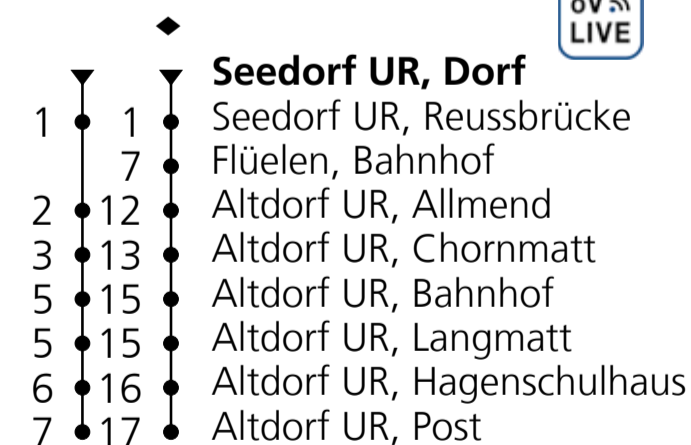 öV
LIVE
Seedorf UR, Dorf
1 1 Seedorf UR, Reussbrücke
7 Flüelen, Bahnhof
2 12 Altdorf UR, Allmend
3 13 Altdorf UR, Chornmatt
5 15 Altdorf UR, Bahnhof
5 15 Altdorf UR, Langmatt
6 16 Altdorf UR, Hagenschulhaus
7 17 Altdorf UR, Post